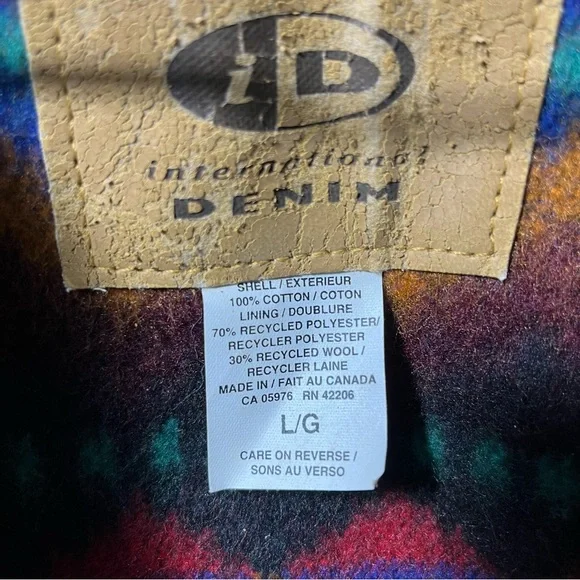 iD
international
DENIM
SHELL / EXTERIEUR
100% COTTON / COTON
LINING / DOUBLURE
70% RECYCLED POLYESTER/
RECYCLER POLYESTER
30% RECYCLED WOOL /
RECYCLER LAINE
MADE IN / FAIT AU CANADA
CA 05976 RN 42206
L/G
CARE ON REVERSE /
SONS AU VERSO